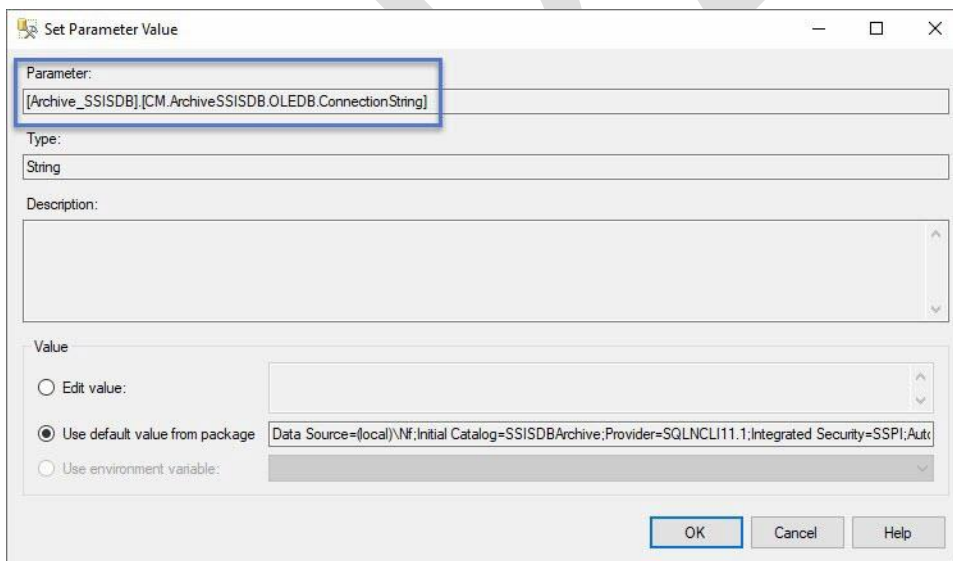 Set Parameter Value
Parameter:
[Archive_SSISDB].[CM.ArchiveSSISDB.OLEDB.ConnectionString]
Type:
String
Description:
Value
Edit value:
Use default value from package
Data Source=(local)\Nf;Initial Catalog=SSISDBArchive;Provider=SQLNCLI11.1;Integrated Security=SSPI;Auto
Use environment variable:
OK Cancel Help